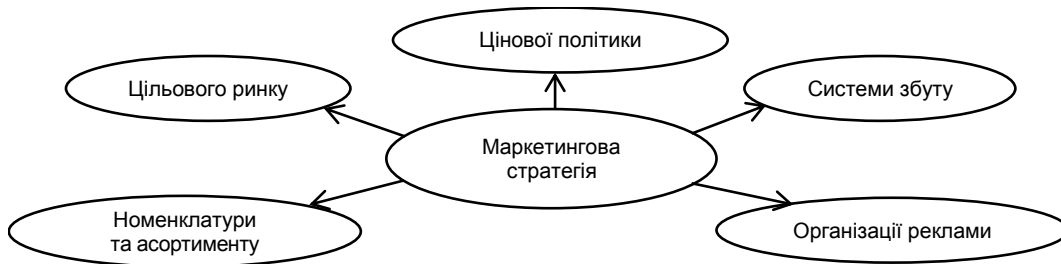 Цінової політики
Цільового ринку
Системи збуту
Маркетингова
стратегія
Номенклатури
та асортименту
Організації реклами